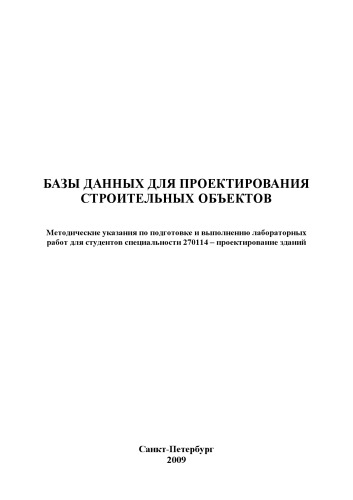 БАЗЫ ДАННЫХ ДЛЯ ПРОЕКТИРОВАНИЯ
СТРОИТЕЛЬНЫХ ОБЪЕКТОВ
Методические указания по подготовке и выполнению лабораторных
работ для студентов специальности 270114 – проектирование зданий
Санкт-Петербург
2009